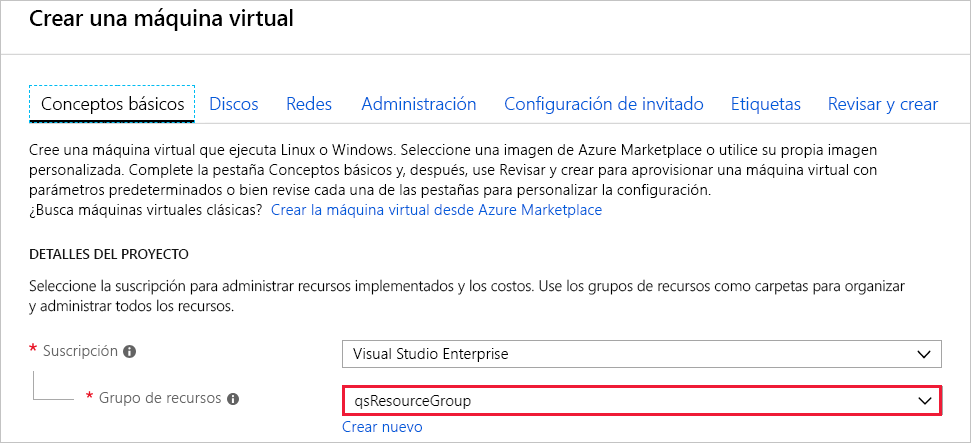 Crear una máquina virtual
Conceptos básicos Discos Redes Administración Configuración de invitado Etiquetas Revisar y crear
Cree una máquina virtual que ejecuta Linux o Windows. Seleccione una imagen de Azure Marketplace o utilice su propia imagen
personalizada. Complete la pestaña Conceptos básicos y, después, use Revisar y crear para aprovisionar una máquina virtual con
parámetros predeterminados o bien revise cada una de las pestañas para personalizar la configuración.
¿Busca máquinas virtuales clásicas? Crear la máquina virtual desde Azure Marketplace
DETALLES DEL PROYECTO
Seleccione la suscripción para administrar recursos implementados y los costos. Use los grupos de recursos como carpetas para organizar
y administrar todos los recursos.
* Suscripción Visual Studio Enterprise
* Grupo de recursos qsResourceGroup
Crear nuevo